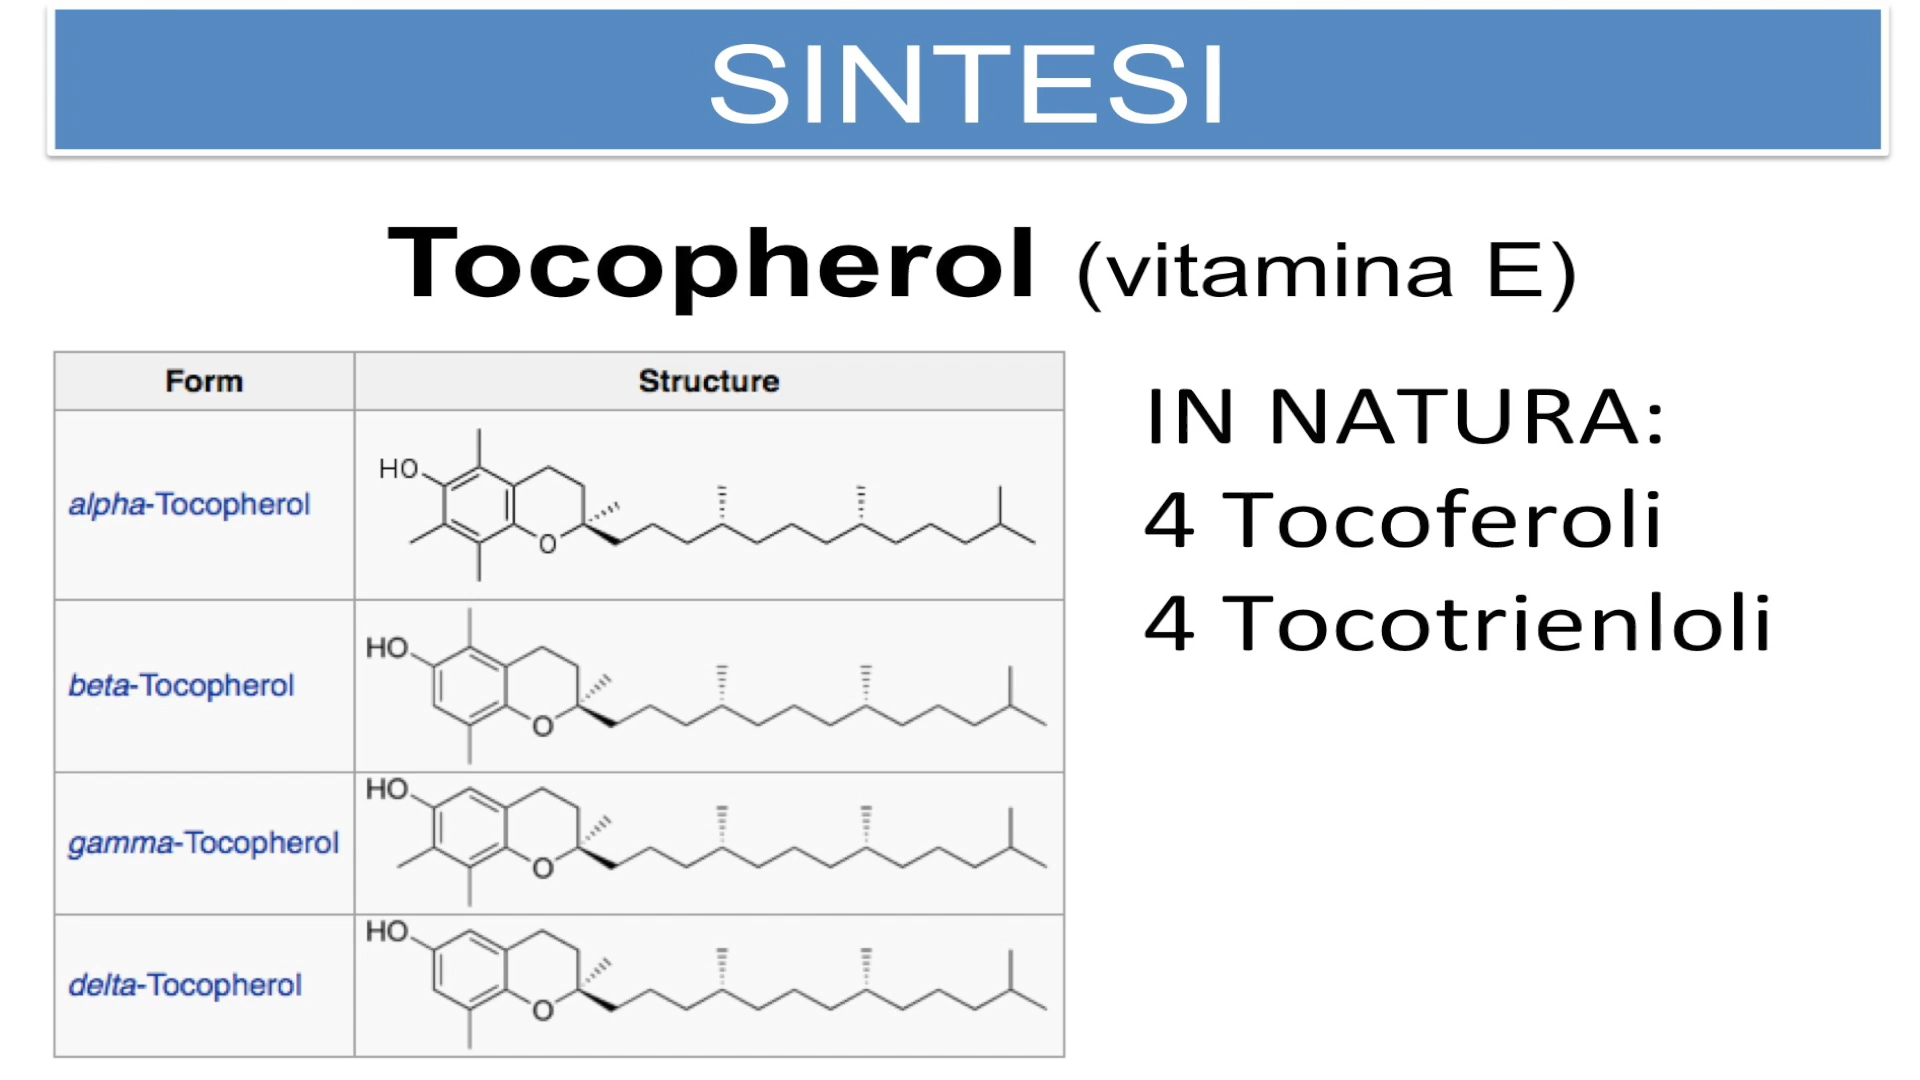 SINTESI
Tocopherol (vitamina E)
Form Structure
alpha-Tocopherol
HO
O
beta-Tocopherol
HO
O
gamma-Tocopherol
HO
O
delta-Tocopherol
HO
O
IN NATURA:
4 Tocoferoli
4 Tocotrienloli